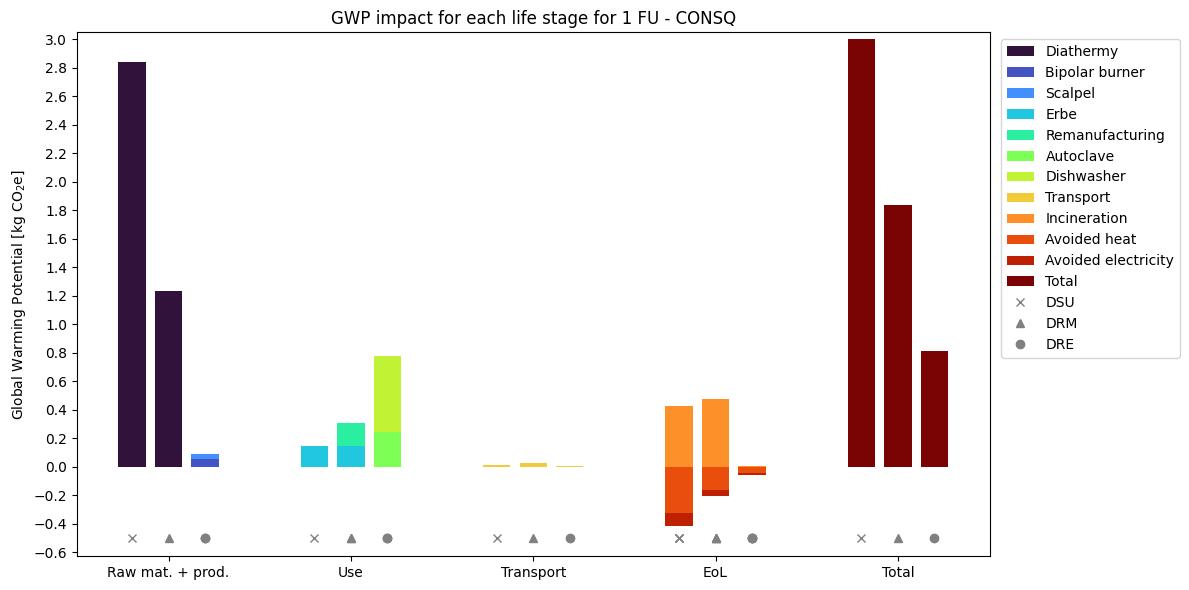 GWP impact for each life stage for 1 FU - CONSQ
Global Warming Potential [kg CO₂e]
3.0
2.8
2.6
2.4
2.2
2.0
1.8
1.6
1.4
1.2
1.0
0.8
0.6
0.4
0.2
0.0
−0.2
−0.4
−0.6
Raw mat. + prod.
Use
Transport
EoL
Total
Diathermy
Bipolar burner
Scalpel
Erbe
Remanufacturing
Autoclave
Dishwasher
Transport
Incineration
Avoided heat
Avoided electricity
Total
DSU
DRM
DRE